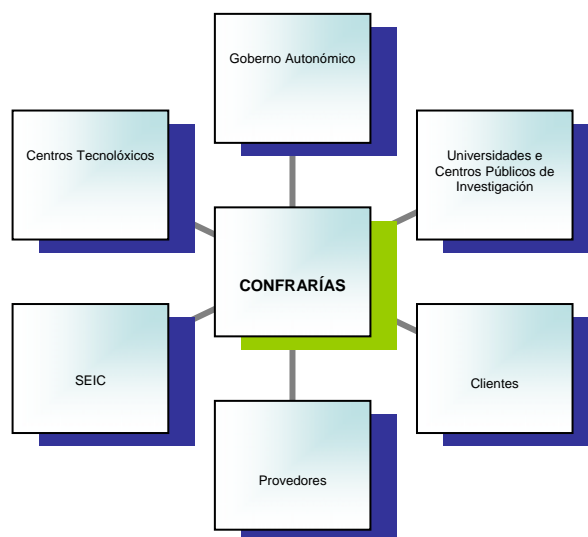 Goberno Autonómico
Centros Tecnolóxicos
Universidades e
Centros Públicos de
Investigación
CONFRARÍAS
SEIC
Clientes
Provedores